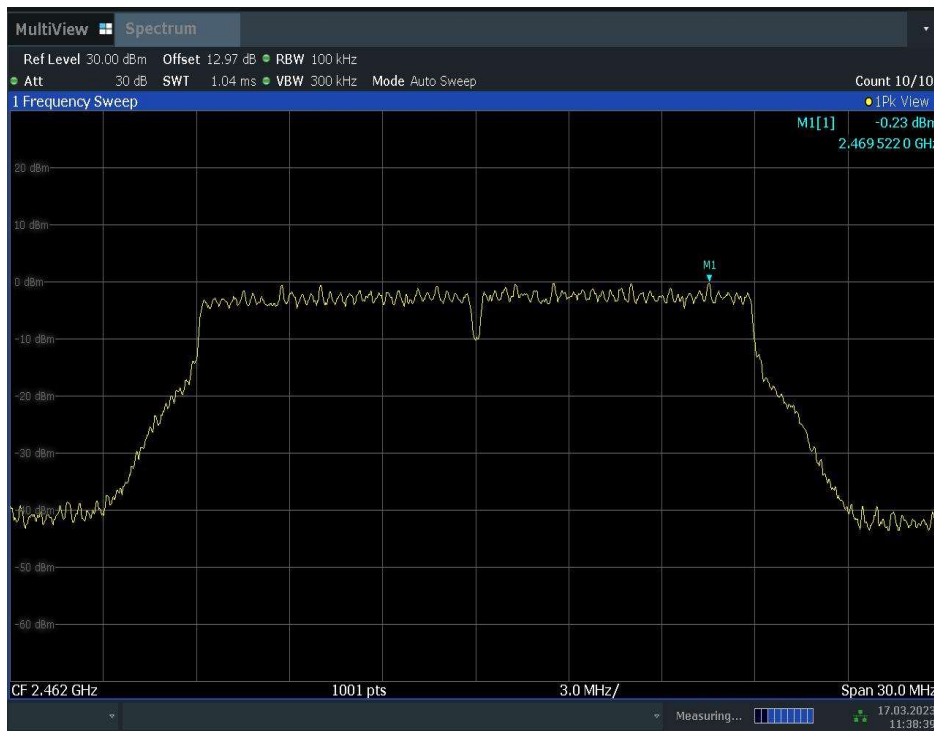 MultiView Spectrum
Ref Level 30.00 dBm Offset 12.97 dB RBW 100 kHz
Att 30 dB SWT 1.04 ms VBW 300 kHz Mode Auto Sweep Count 10/10
1 Frequency Sweep 1Pk View
M1[1] -0.23 dBm
2.469 522 0 GHz
M1
20 dBm
10 dBm
0 dBm
-10 dBm
-20 dBm
-30 dBm
-40 dBm
-50 dBm
-60 dBm
CF 2.462 GHz 1001 pts 3.0 MHz/ Span 30.0 MHz
Measuring... 17.03.2023
11:38:39